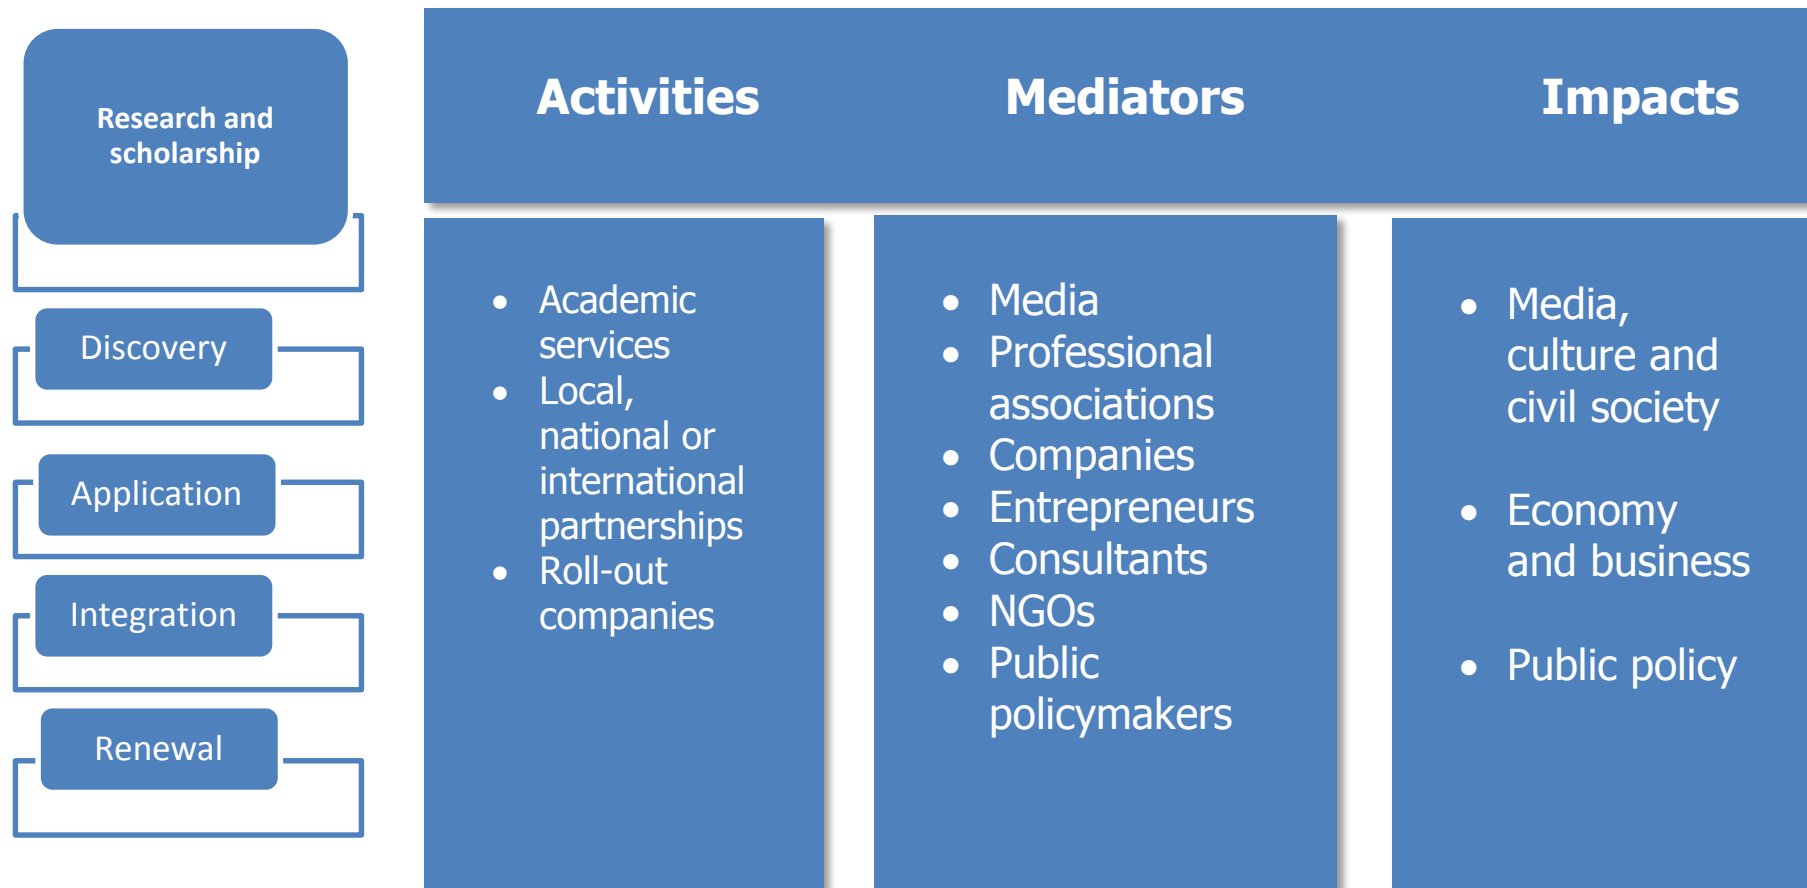 Research and
scholarship
Discovery
Application
Integration
Renewal
Activities
Mediators
Impacts
• Academic
services
• Local,
national or
international
partnerships
• Roll-out
companies
• Media
• Professional
associations
• Companies
• Entrepreneurs
• Consultants
• NGOs
• Public
policymakers
• Media,
culture and
civil society
• Economy
and business
• Public policy